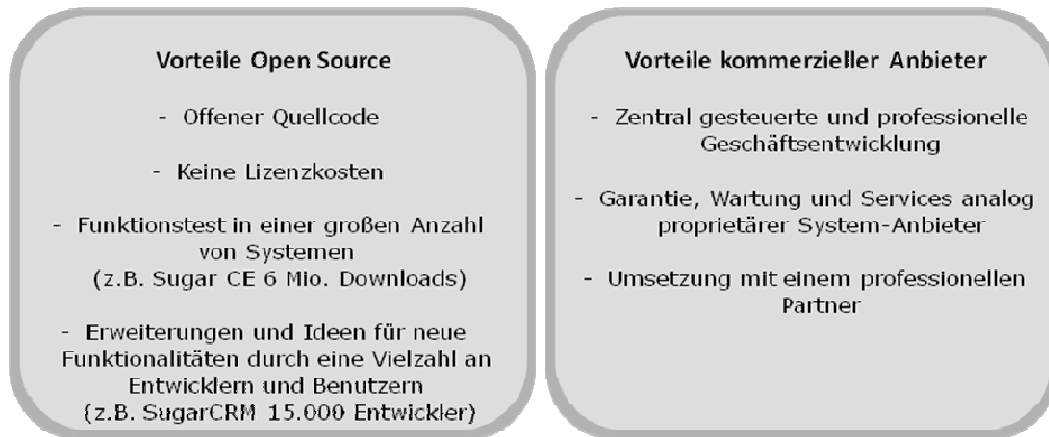 Vorteile Open Source
- Offener Quellcode
- Keine Lizenzkosten
- Funktionstest in einer großen Anzahl
von Systemen
(z.B. Sugar CE 6 Mio. Downloads)
- Erweiterungen und Ideen für neue
Funktionalitäten durch eine Vielzahl an
Entwicklern und Benutzern
(z.B. SugarCRM 15.000 Entwickler)
Vorteile kommerzieller Anbieter
- Zentral gesteuerte und professionelle
Geschäftsentwicklung
- Garantie, Wartung und Services analog
proprietärer System-Anbieter
- Umsetzung mit einem professionellen
Partner